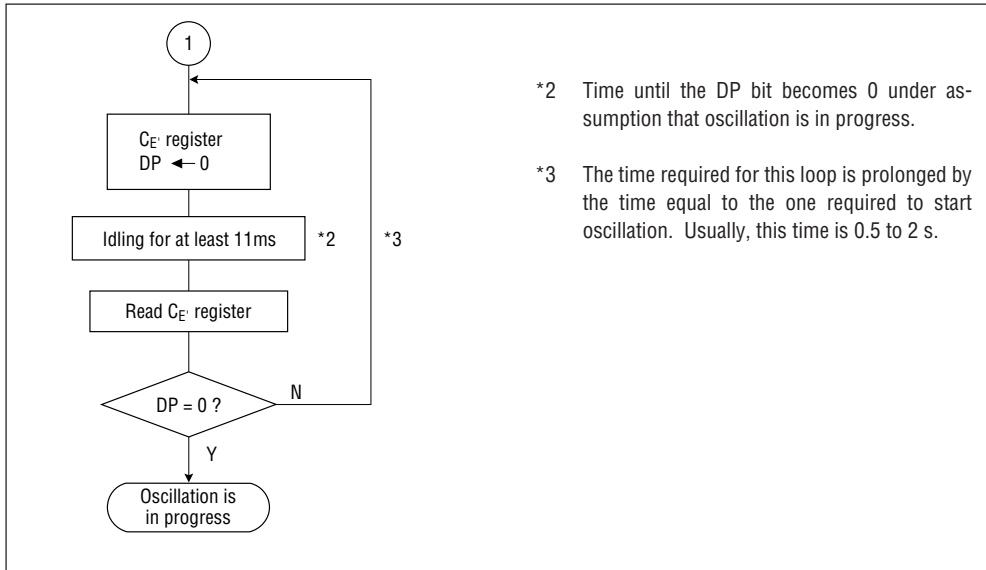 1
C_E' register
DP ← 0
Idling for at least 11ms
*2
*3
Read C_E' register
DP = 0 ?
N
Y
Oscillation is
in progress
*2 Time until the DP bit becomes 0 under as-
sumption that oscillation is in progress.
*3 The time required for this loop is prolonged by
the time equal to the one required to start
oscillation. Usually, this time is 0.5 to 2 s.